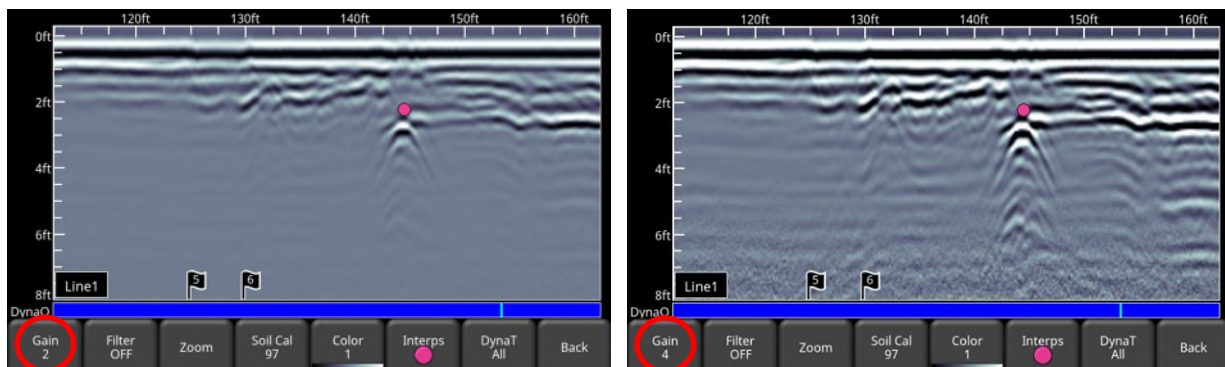 120ft 130ft 140ft 150ft 160ft
0ft
2ft
4ft
6ft
8ft
5 6
Line1
DynaQ
Gain Filter Zoom Soil Cal Color Interps DynaT Back
2 OFF 97 1 All
120ft 130ft 140ft 150ft 160ft
0ft
2ft
4ft
6ft
8ft
5 6
Line1
DynaQ
Gain Filter Zoom Soil Cal Color Interps DynaT Back
4 OFF 97 1 All